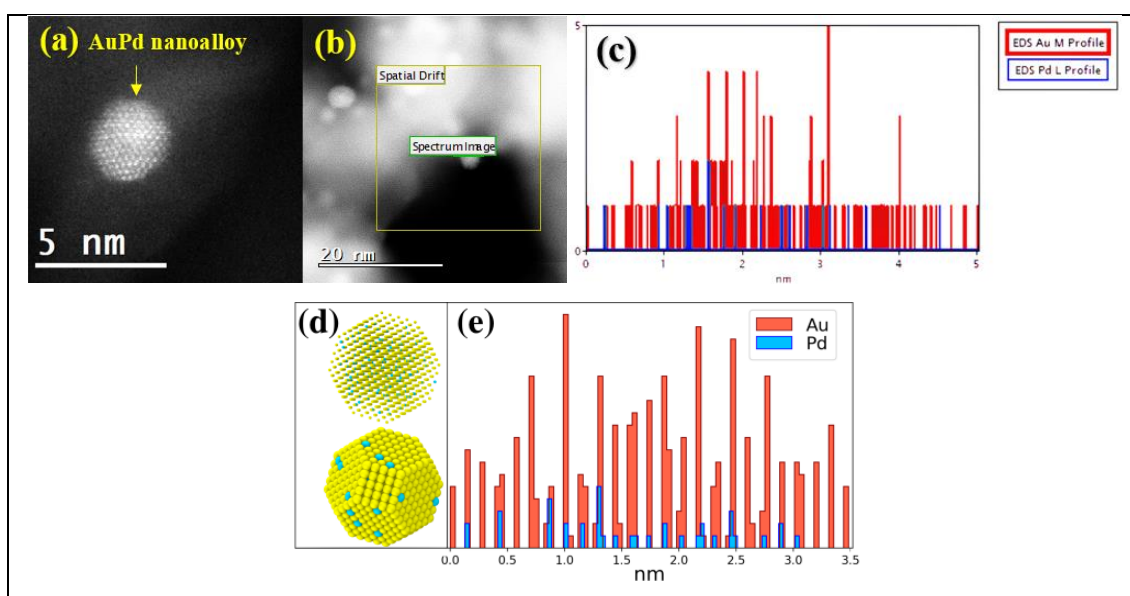 (a) AuPd nanoalloy
5 nm
(b)
Spatial Drift
Spectrum Image
20 nm
(c)
5
0
0 1 2 3 4 5
nm
EDS Au M Profile
EDS Pd L Profile
(d)
(e)
Au
Pd
0.0 0.5 1.0 1.5 2.0 2.5 3.0 3.5
nm